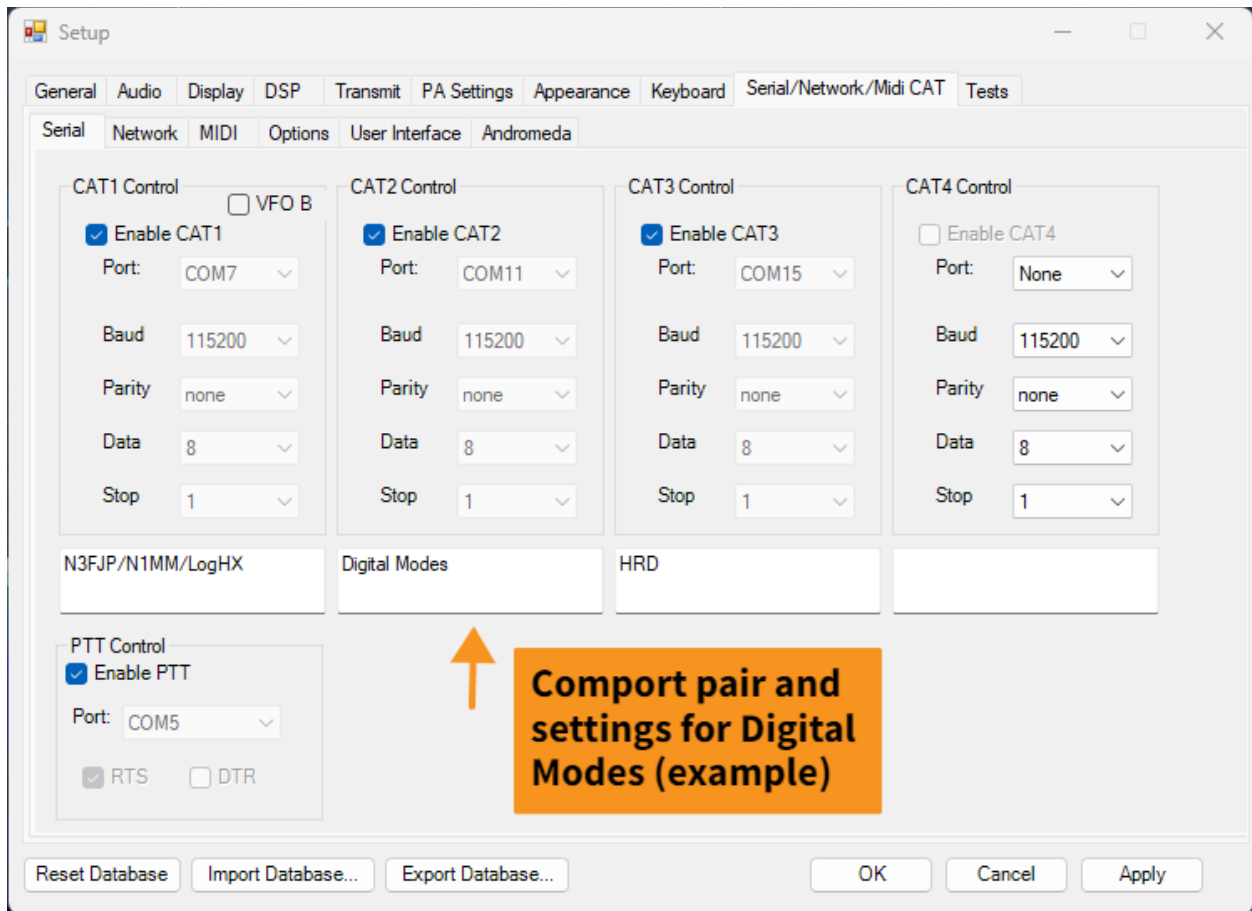 Setup
General Audio Display DSP Transmit PA Settings Appearance Keyboard Serial/Network/Midi CAT Tests
Serial Network MIDI Options User Interface Andromeda
CAT1 Control CAT2 Control CAT3 Control CAT4 Control
VFO B
Enable CAT1 Enable CAT2 Enable CAT3 Enable CAT4
Port: COM7 Port: COM11 Port: COM15 Port: None
Baud 115200 Baud 115200 Baud 115200 Baud 115200
Parity none Parity none Parity none Parity none
Data 8 Data 8 Data 8 Data 8
Stop 1 Stop 1 Stop 1 Stop 1
N3FJP/N1MM/LogHX Digital Modes HRD
PTT Control
Enable PTT
Port: COM5
RTS DTR
Comport pair and
settings for Digital
Modes (example)
Reset Database Import Database... Export Database... OK Cancel Apply